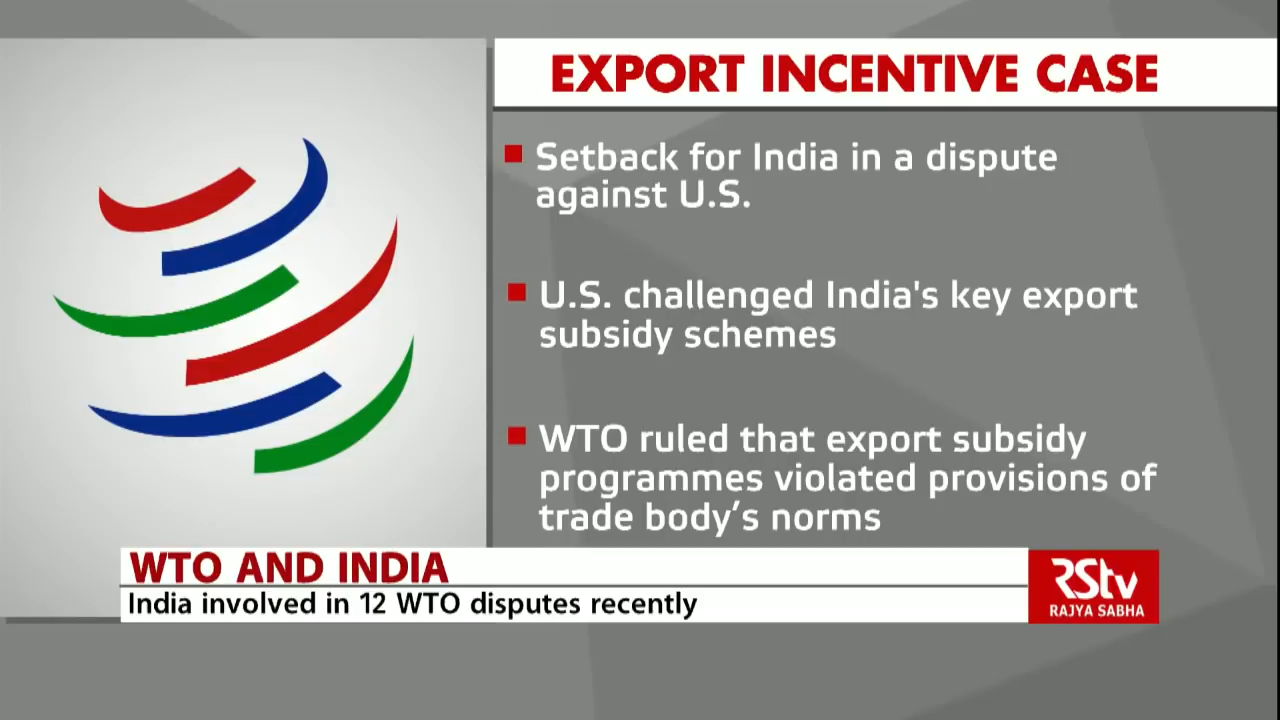 EXPORT INCENTIVE CASE
Setback for India in a dispute
against U.S.
U.S. challenged India's key export
subsidy schemes
WTO ruled that export subsidy
programmes violated provisions of
trade body’s norms
WTO AND INDIA
India involved in 12 WTO disputes recently
RStv
RAJYA SABHA